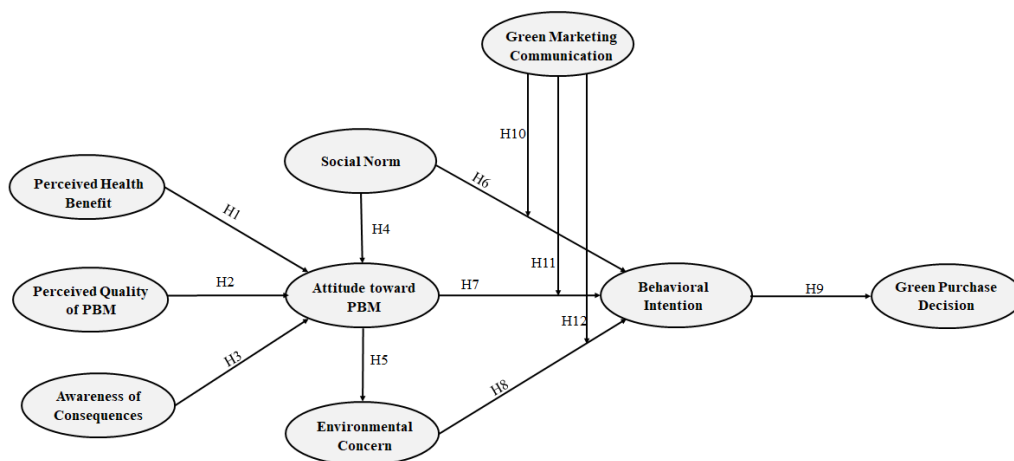 Green Marketing
Communication
H10
Social Norm
H6
Perceived Health
Benefit
H1
H4
H11
Perceived Quality
of PBM
H2
Attitude toward
PBM
H7
Behavioral
Intention
H9
Green Purchase
Decision
H12
H3
H5
H8
Awareness of
Consequences
Environmental
Concern